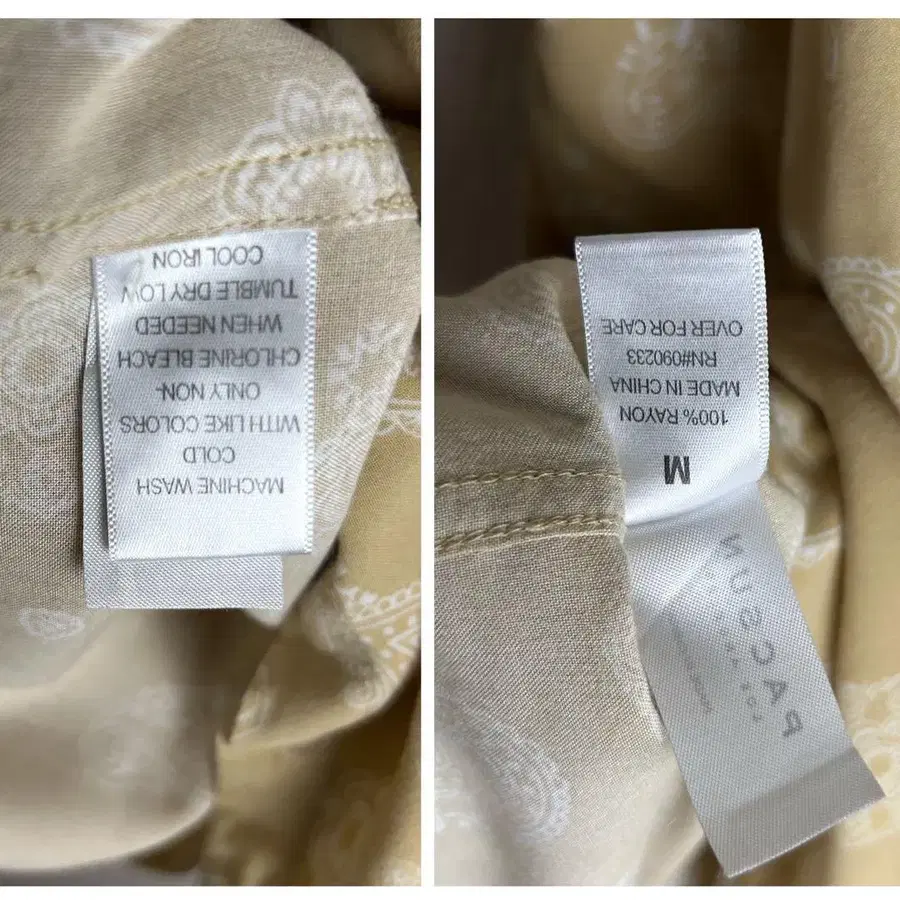 MACHINE WASH
COLD
WITH LIKE COLORS
ONLY NON-
CHLORINE BLEACH
WHEN NEEDED
TUMBLE DRY LOW
COOL IRON
M
100% RAYON
MADE IN CHINA
RN#090233
OVER FOR CARE
PACSUN